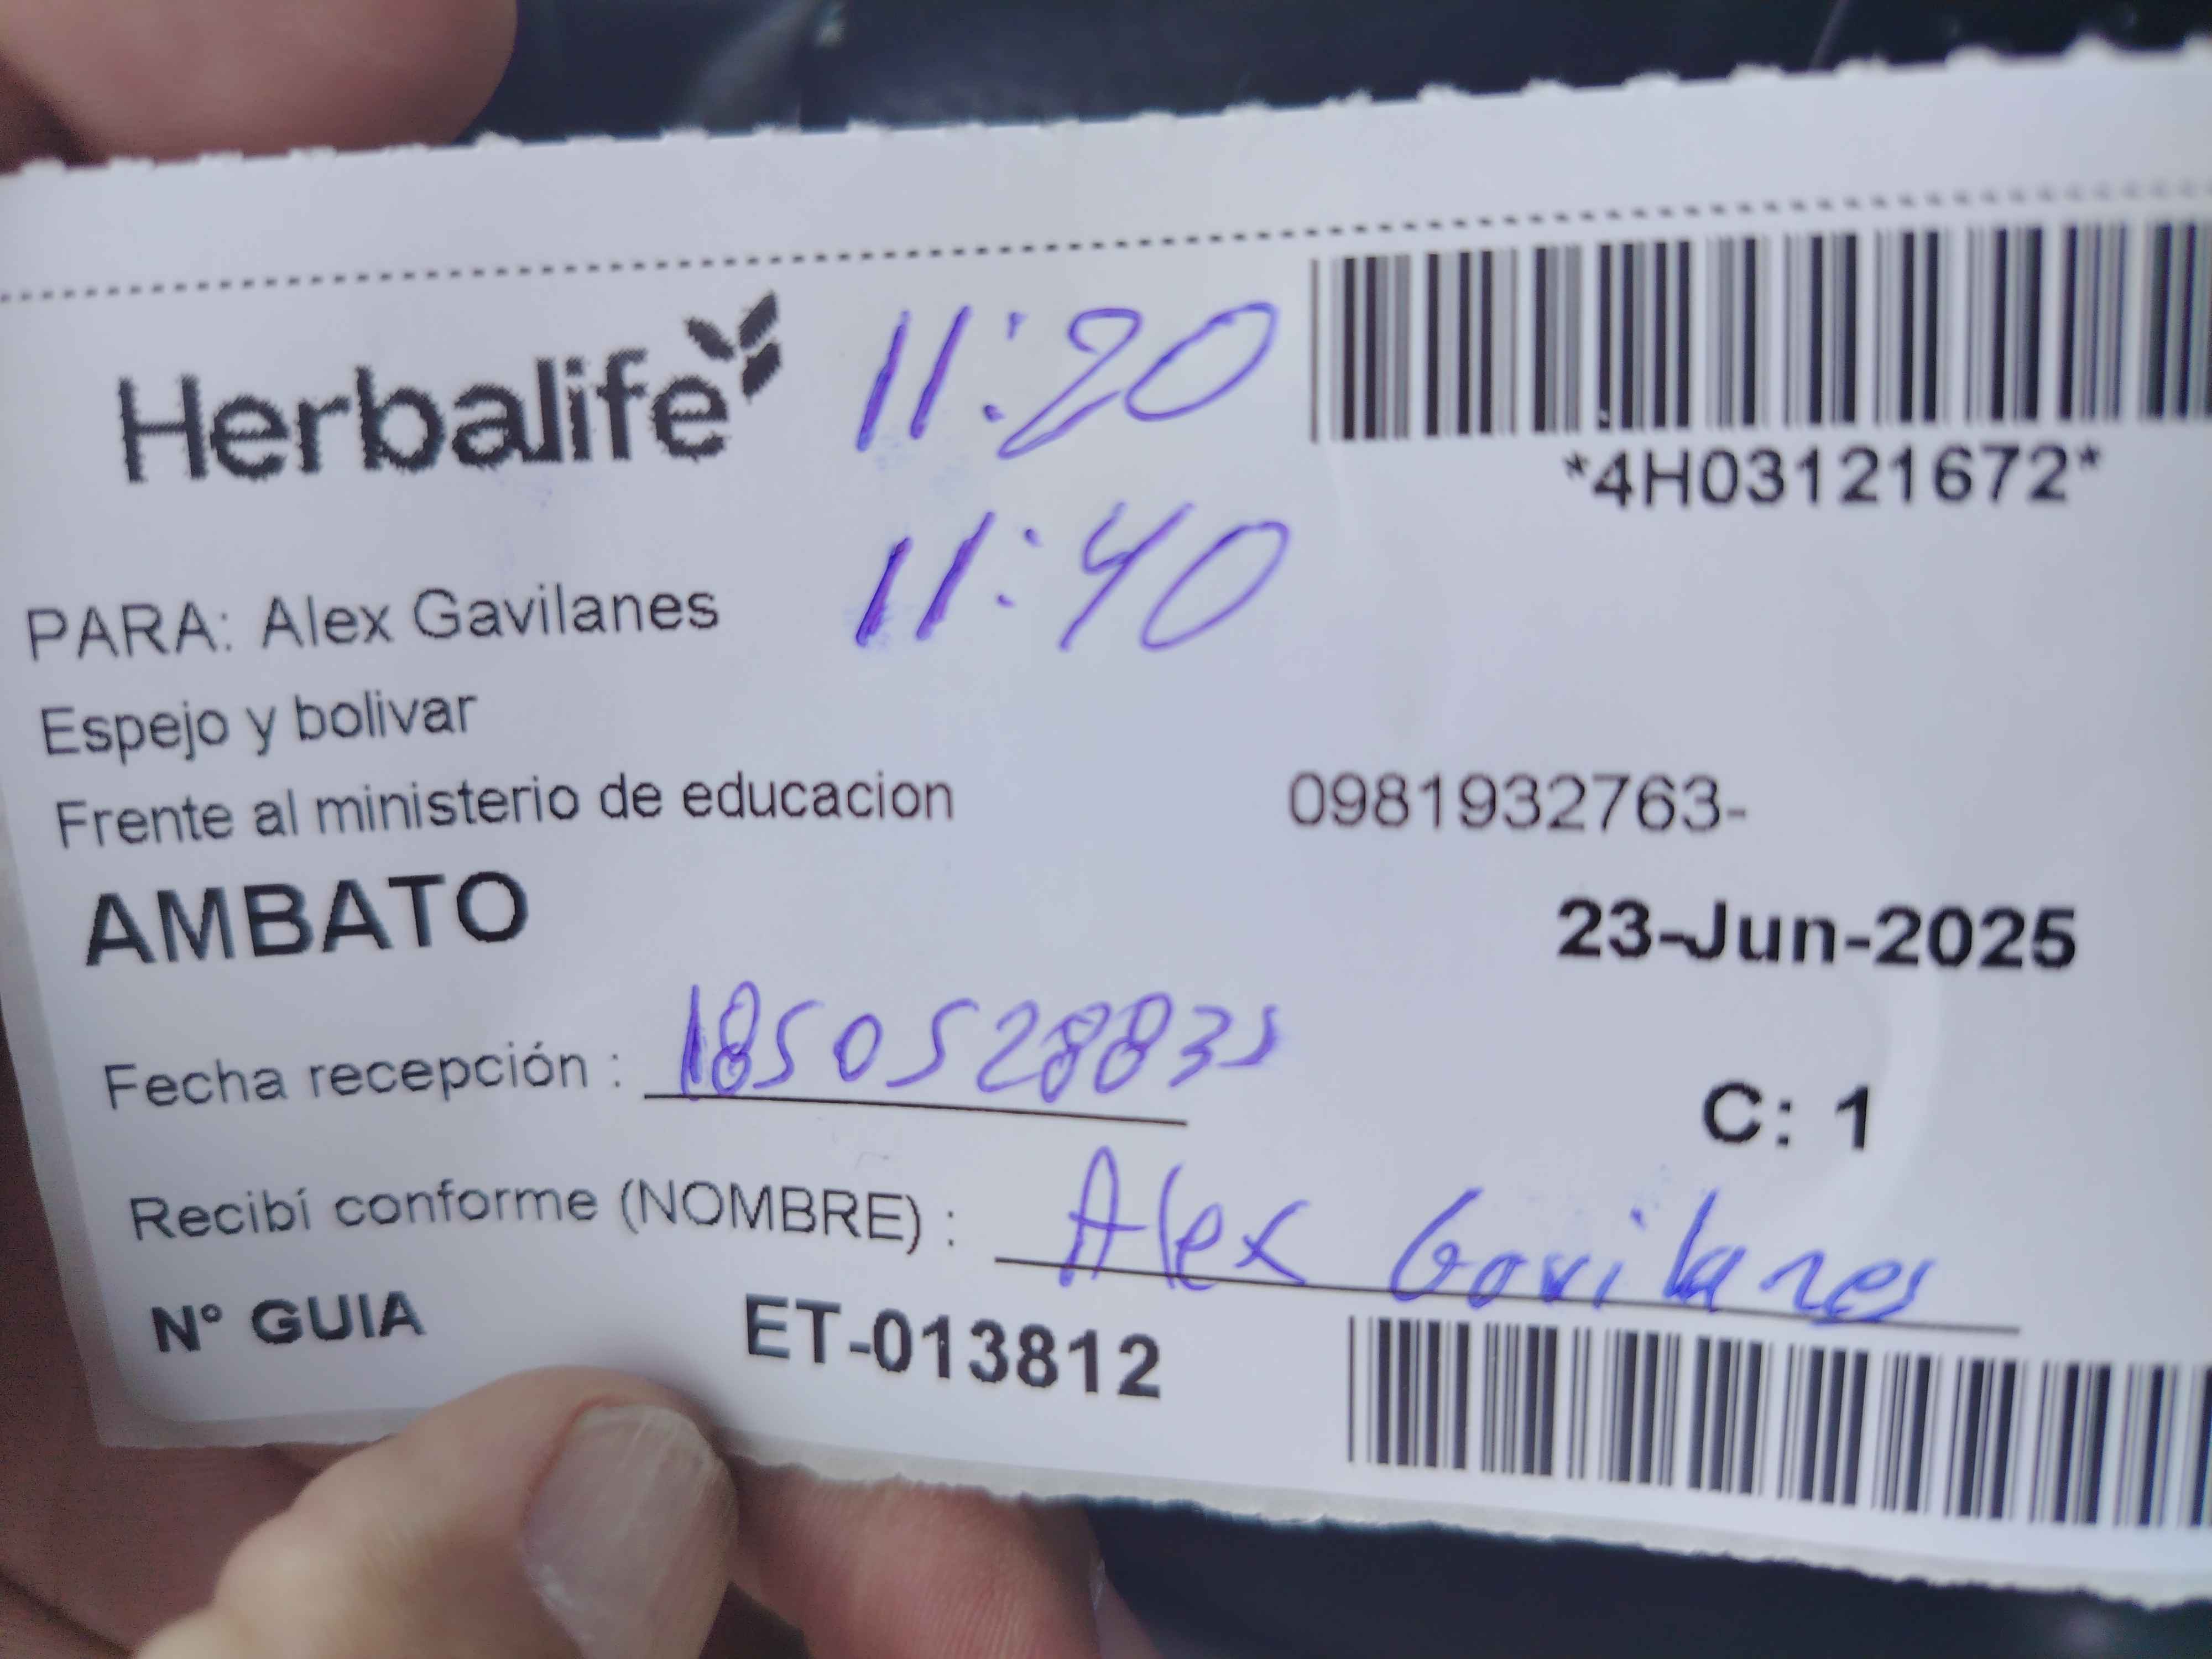 Herbalife 11:20
*4H03121672*
11:40
PARA: Alex Gavilanes
Espejo y bolivar
Frente al ministerio de educacion 0981932763-
AMBATO
23-Jun-2025
Fecha recepción : 1850528835
C: 1
Recibí conforme (NOMBRE) : Alex Gavilanes
N° GUIA ET-013812